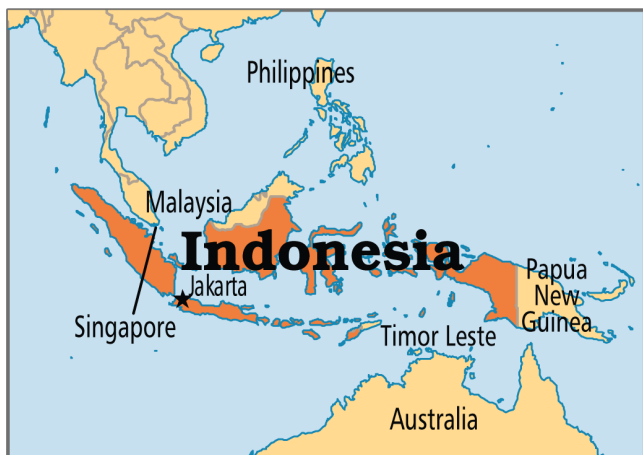 Philippines
Malaysia
Indonesia
Jakarta
Singapore
Papua
New
Guinea
Timor Leste
Australia